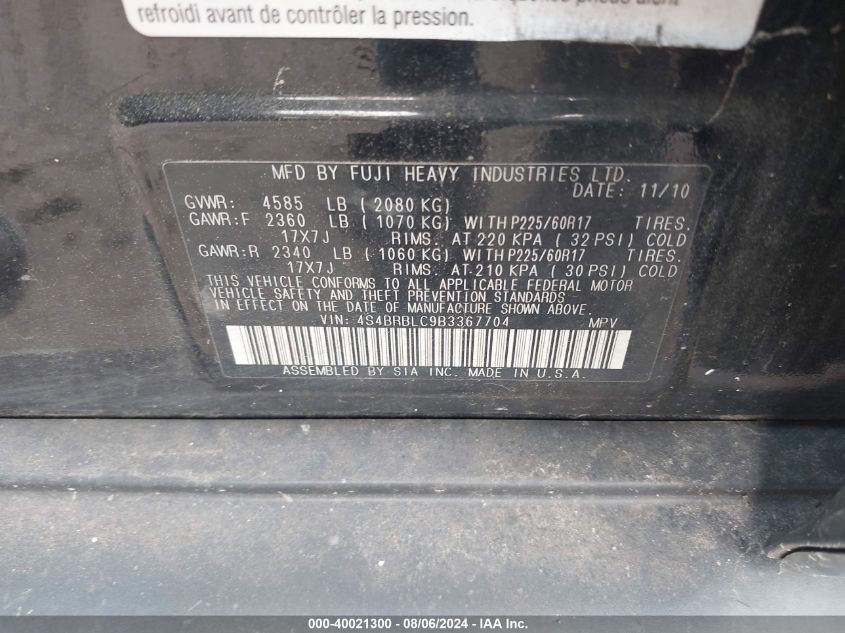 refroidi avant de contrôler la pression.
MFD BY FUJI HEAVY INDUSTRIES LTD.
DATE: 11/10
GVWR: 4585 LB ( 2080 KG)
GAWR:F 2360 LB ( 1070 KG) WITH P225/60R17 TIRES.
17X7J RIMS. AT 220 KPA ( 32 PSI) COLD
GAWR:R 2340 LB ( 1060 KG) WITH P225/60R17 TIRES.
17X7J RIMS. AT 210 KPA ( 30 PSI) COLD
THIS VEHICLE CONFORMS TO ALL APPLICABLE FEDERAL MOTOR
VEHICLE SAFETY AND THEFT PREVENTION STANDARDS
IN EFFECT ON THE DATE OF MANUFACTURE SHOWN ABOVE.
VIN: 4S4BRBLC9B3367704 MPV
ASSEMBLED BY SIA INC. MADE IN U.S.A.
000-40021300 - 08/06/2024 - IAA Inc.